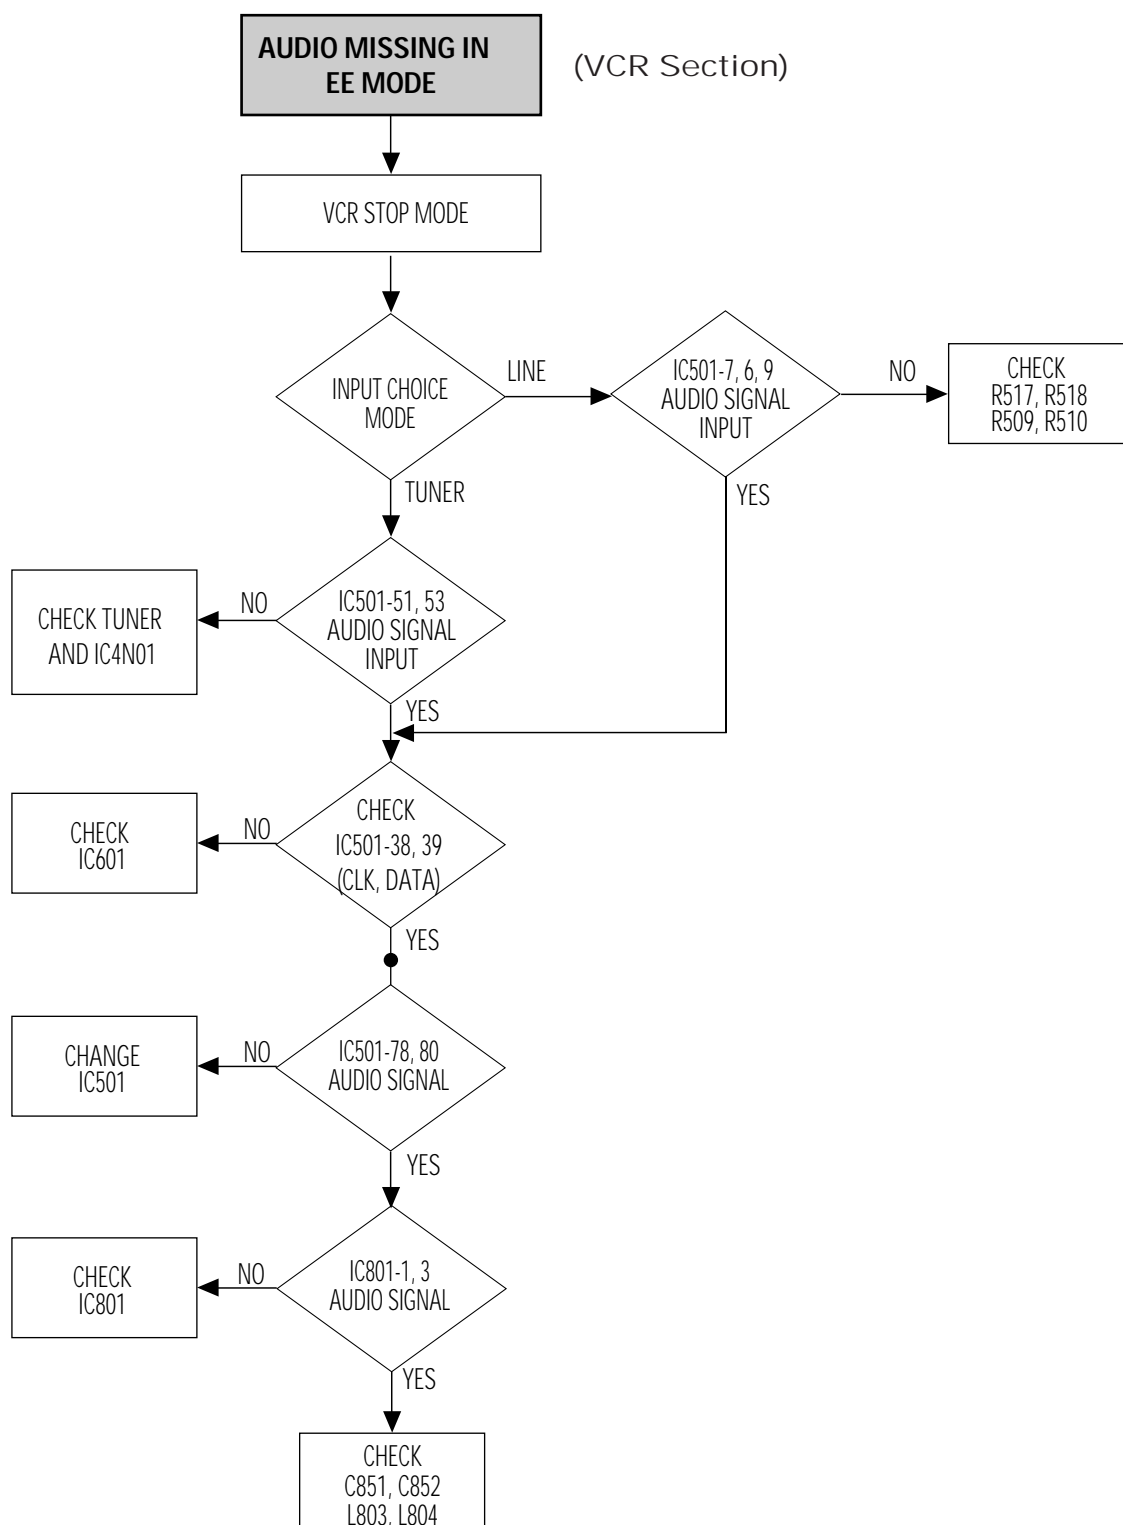 AUDIO MISSING IN
EE MODE
(VCR Section)
VCR STOP MODE
INPUT CHOICE
MODE
LINE
IC501-7, 6, 9
AUDIO SIGNAL
INPUT
NO
CHECK
R517, R518
R509, R510
TUNER
YES
CHECK TUNER
AND IC4N01
NO
IC501-51, 53
AUDIO SIGNAL
INPUT
YES
CHECK
IC601
NO
CHECK
IC501-38, 39
(CLK, DATA)
YES
CHANGE
IC501
NO
IC501-78, 80
AUDIO SIGNAL
YES
CHECK
IC801
NO
IC801-1, 3
AUDIO SIGNAL
YES
CHECK
C851, C852
L803, L804